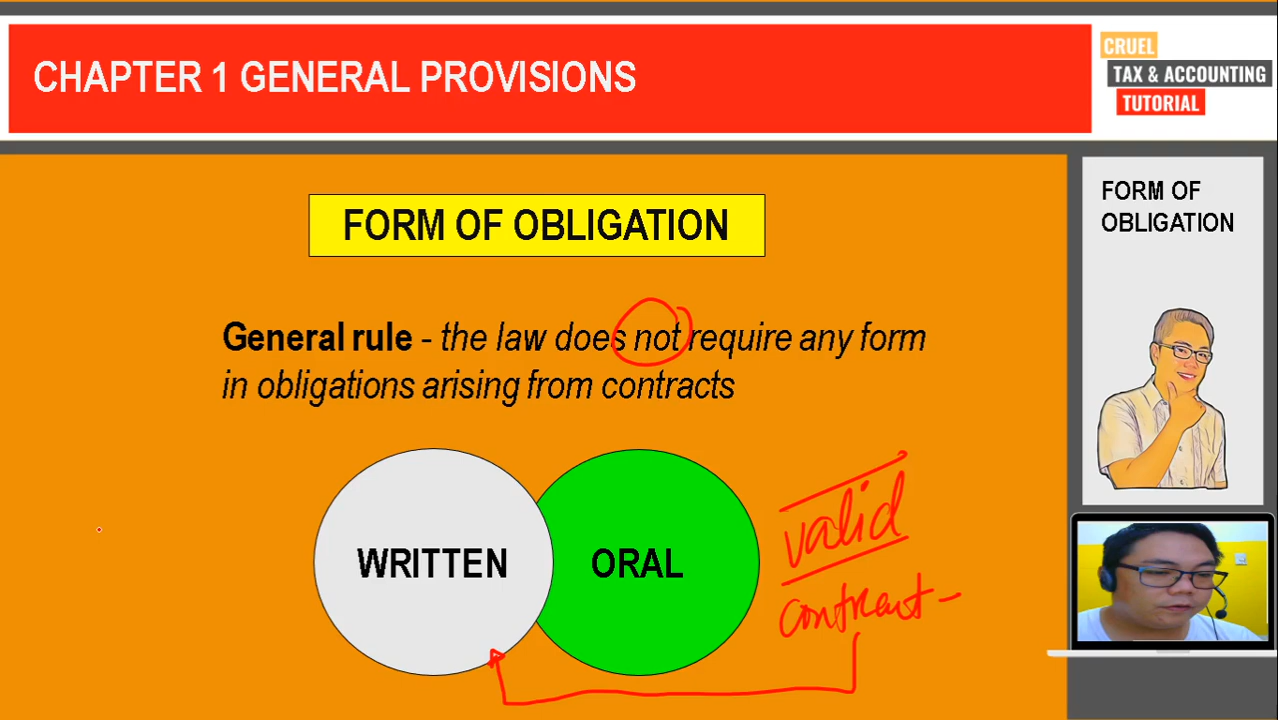 CHAPTER 1 GENERAL PROVISIONS
CRUEL
TAX & ACCOUNTING
TUTORIAL
FORM OF OBLIGATION
FORM OF
OBLIGATION
General rule - the law does not require any form
in obligations arising from contracts
WRITTEN
ORAL
valid
contract -